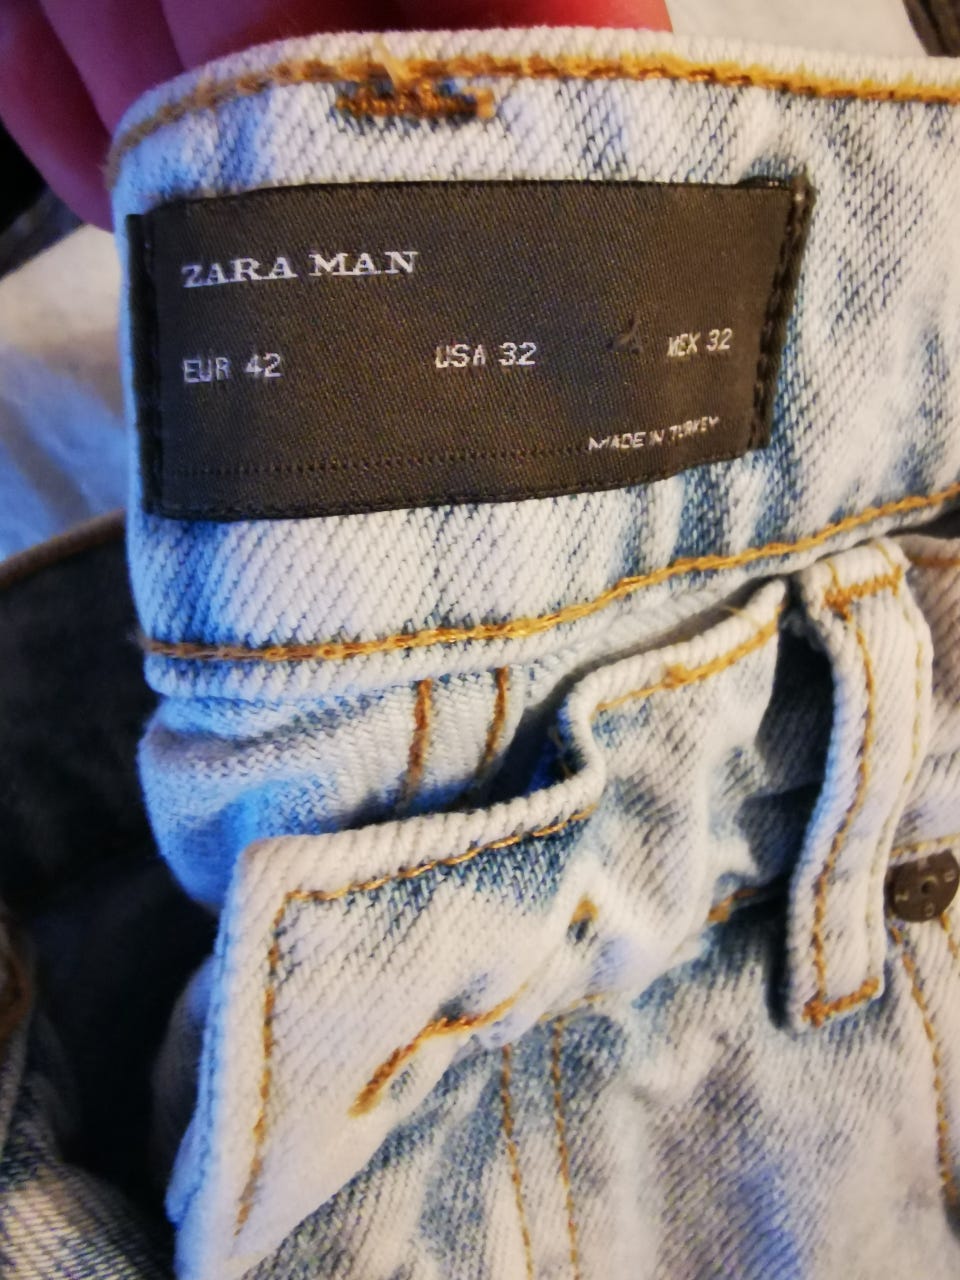 ZARA MAN
EUR 42 USA 32 MEX 32
MADE IN TURKEY